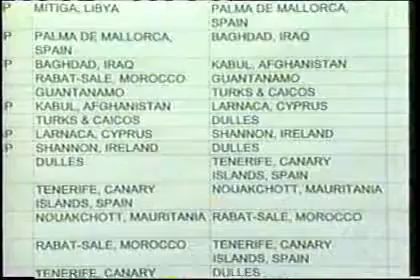 P MITIGA, LIBYA PALMA DE MALLORCA,
SPAIN
P PALMA DE MALLORCA, BAGHDAD, IRAQ
SPAIN
P BAGHDAD, IRAQ KABUL, AFGHANISTAN
RABAT-SALE, MOROCCO GUANTANAMO
GUANTANAMO TURKS & CAICOS
P KABUL, AFGHANISTAN LARNACA, CYPRUS
TURKS & CAICOS DULLES
P LARNACA, CYPRUS SHANNON, IRELAND
P SHANNON, IRELAND DULLES
DULLES TENERIFE, CANARY
ISLANDS, SPAIN
TENERIFE, CANARY NOUAKCHOTT, MAURITANIA
ISLANDS, SPAIN
NOUAKCHOTT, MAURITANIA RABAT-SALE, MOROCCO
RABAT-SALE, MOROCCO TENERIFE, CANARY
ISLANDS, SPAIN
TENERIFE, CANARY DULLES